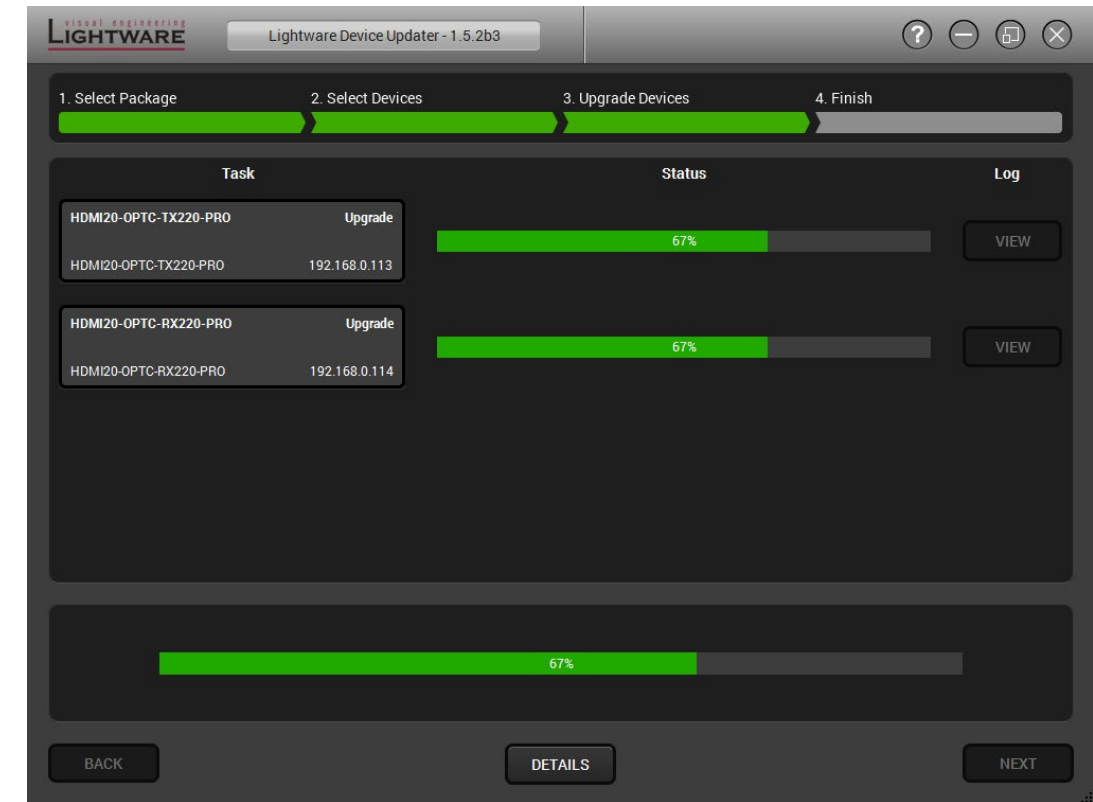 visual engineering
LIGHTWARE
Lightware Device Updater - 1.5.2b3
?
1. Select Package
2. Select Devices
3. Upgrade Devices
4. Finish
Task
Status
Log
HDMI20-OPTC-TX220-PRO
Upgrade
HDMI20-OPTC-TX220-PRO
192.168.0.113
67%
VIEW
HDMI20-OPTC-RX220-PRO
Upgrade
HDMI20-OPTC-RX220-PRO
192.168.0.114
67%
VIEW
67%
BACK
DETAILS
NEXT